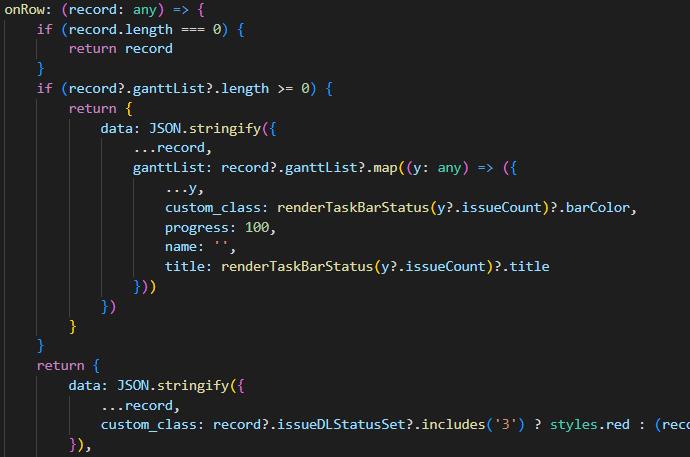 onRow: (record: any) => {
if (record.length === 0) {
return record
}
if (record?.ganttList?.length >= 0) {
return {
data: JSON.stringify({
...record,
ganttList: record?.ganttList?.map((y: any) => ({
...y,
custom_class: renderTaskBarStatus(y?.issueCount)?.barColor,
progress: 100,
name: '',
title: renderTaskBarStatus(y?.issueCount)?.title
}))
})
}
}
return {
data: JSON.stringify({
...record,
custom_class: record?.issueDLStatusSet?.includes('3') ? styles.red : (rec
}),